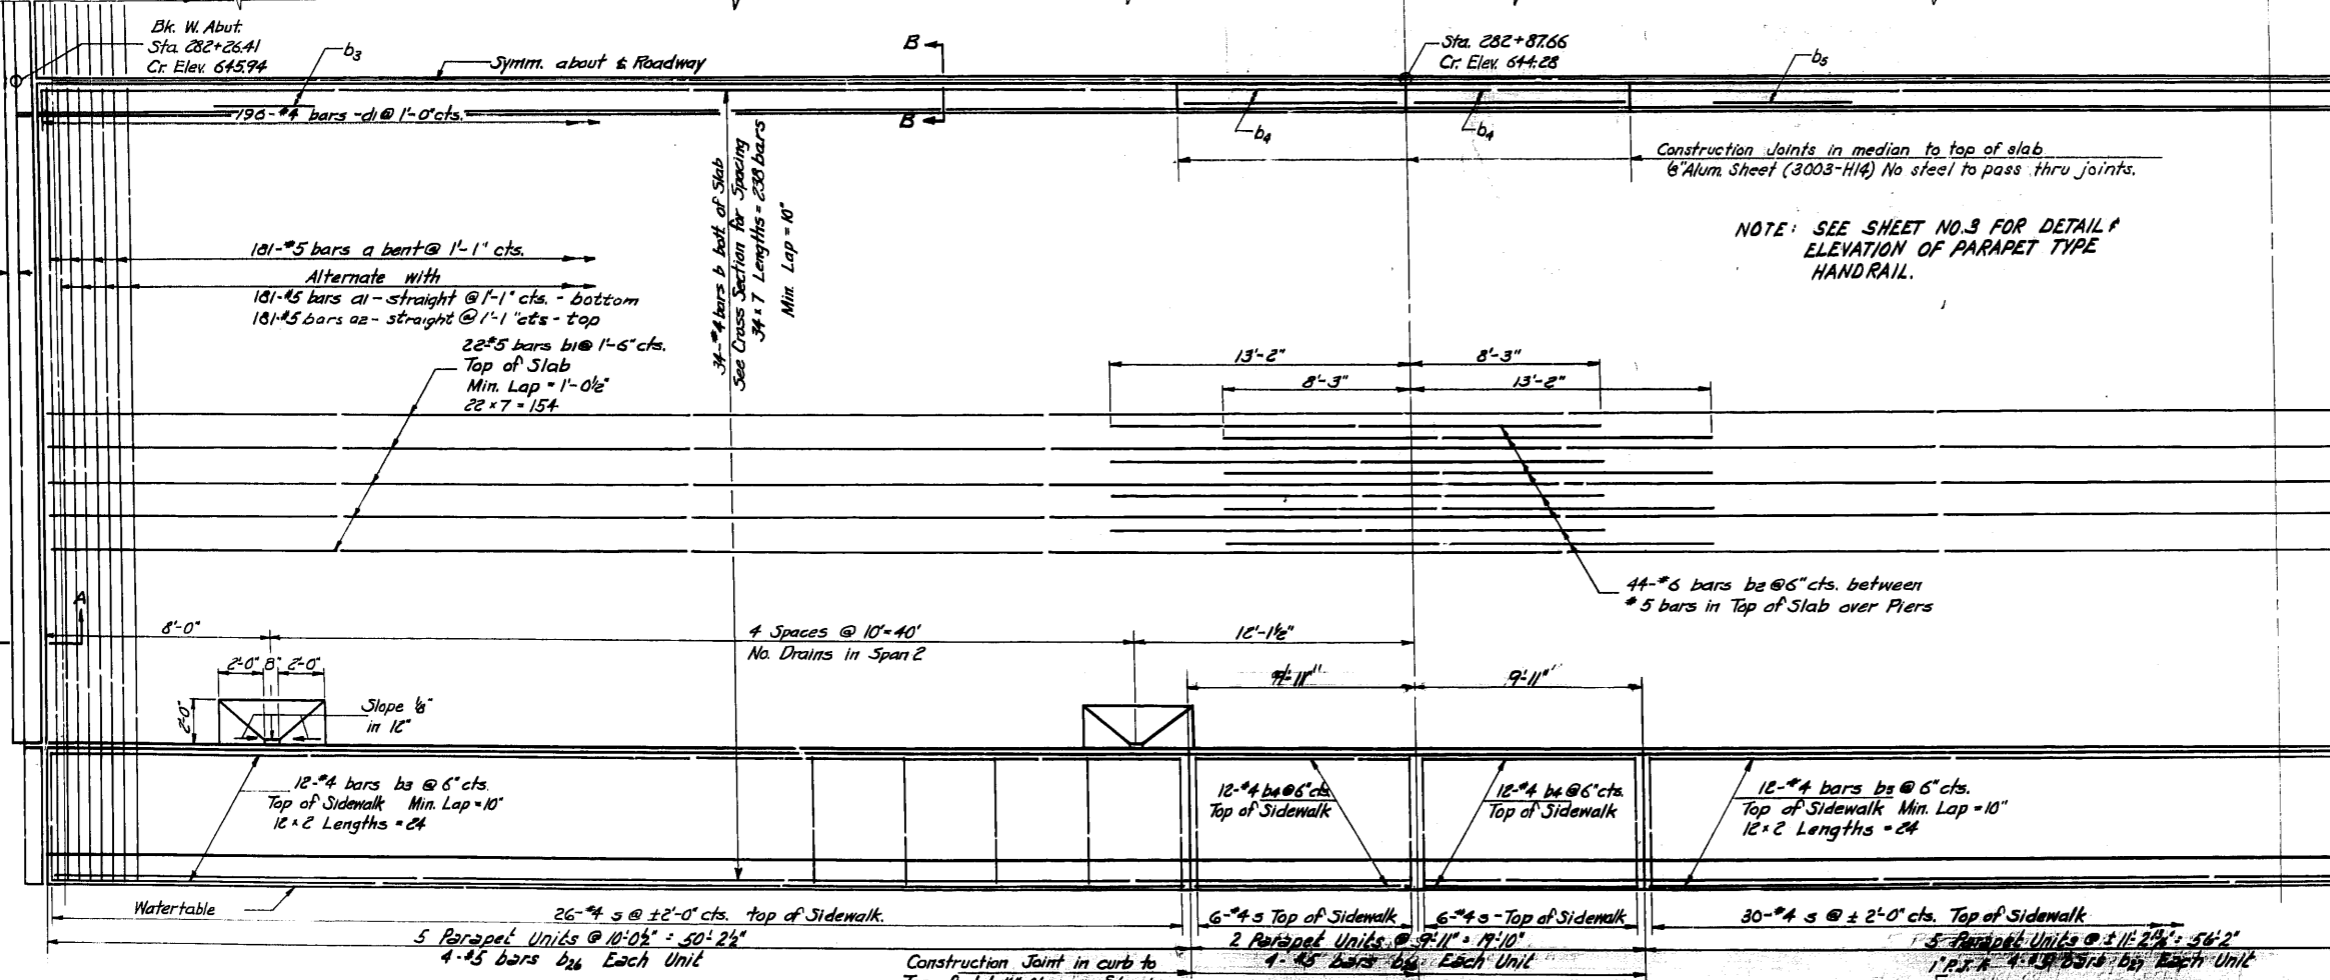 Bk. W. Abut.
Sta. 282+26.41
Cr. Elev. 645.94
b3
Symm. about ℄ Roadway
B
B
Sta. 282+87.66
Cr. Elev. 644.28
b5
196-#4 bars -d1@ 1'-0"cts.
b4
b4
Construction Joints in median to top of slab
⅛"Alum. Sheet (3003-H14) No steel to pass thru joints.
34-#4 bars b bott. of Slab
See Cross Section for Spacing
34 x 7 Lengths = 238 bars
Min. Lap = 10"
NOTE: SEE SHEET NO.3 FOR DETAIL &
ELEVATION OF PARAPET TYPE
HANDRAIL.
181-#5 bars a bent @ 1'-1" cts.
Alternate with
181-#5 bars a1 - straight @ 1'-1" cts. - bottom
181-#5 bars a2 - straight @ 1'-1" cts - top
22-#5 bars b1@ 1'-6" cts.
Top of Slab
Min. Lap = 1'-0½"
22 x 7 = 154
13'-2"
8'-3"
8'-3"
13'-2"
44-#6 bars b2 @ 6" cts. between
#5 bars in Top of Slab over Piers
A
8'-0"
4 Spaces @ 10'=40'
No. Drains in Span 2
12'-1½"
2'-0" 8" 2'-0"
2'-0"
Slope ⅛"
in 12"
9'-11"
9'-11"
12-#4 bars b3 @ 6" cts.
Top of Sidewalk Min. Lap = 10"
12 x 2 Lengths = 24
12-#4 b4@6"cts
Top of Sidewalk
12-#4 b4@6"cts.
Top of Sidewalk
12-#4 bars b5 @ 6" cts.
Top of Sidewalk Min. Lap = 10"
12 x 2 Lengths = 24
Watertable
26-#4 s @ ±2'-0" cts. top of Sidewalk.
6-#4 s Top of Sidewalk
6-#4 s - Top of Sidewalk
30-#4 s @ ± 2'-0" cts. Top of Sidewalk
5 Parapet Units @ 10'-0½" = 50'-2½"
4-#5 bars b26 Each Unit
2 Parapet Units @ 9'-11" = 19'-10"
4-#5 bars Each Unit
5 Parapet Units @ ± 11'-2 = 56'2"
bars b27 Each Unit
Construction Joint in curb to